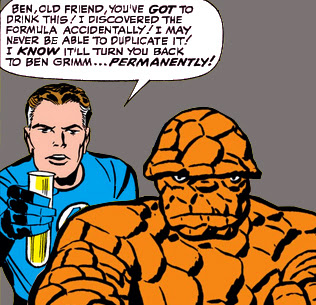 BEN, OLD FRIEND, YOU'VE GOT TO
DRINK THIS! I DISCOVERED THE
FORMULA ACCIDENTALLY! I MAY
NEVER BE ABLE TO DUPLICATE IT!
I KNOW IT'LL TURN YOU BACK
TO BEN GRIMM...PERMANENTLY!